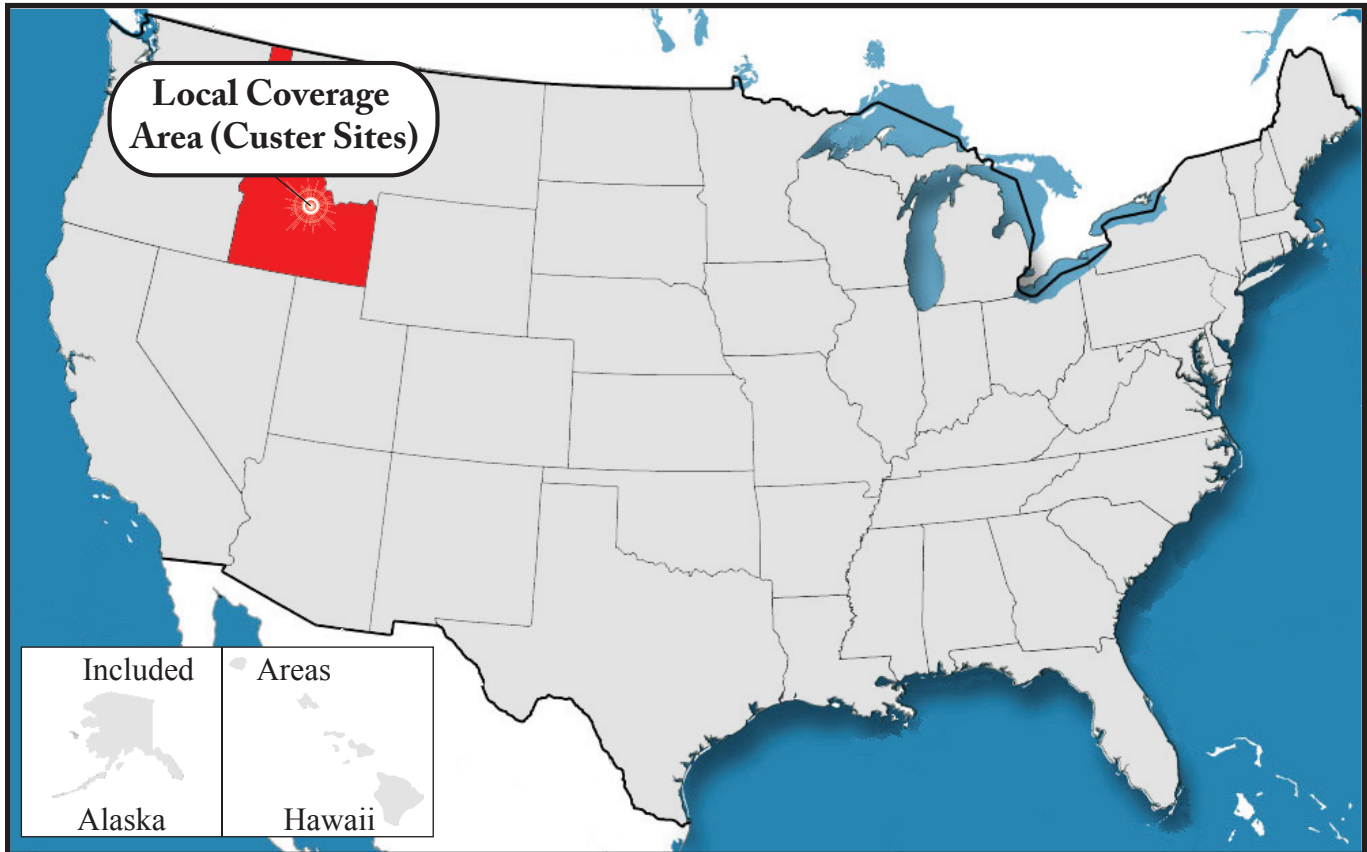 Local Coverage
Area (Custer Sites)
Included
Areas
Alaska
Hawaii